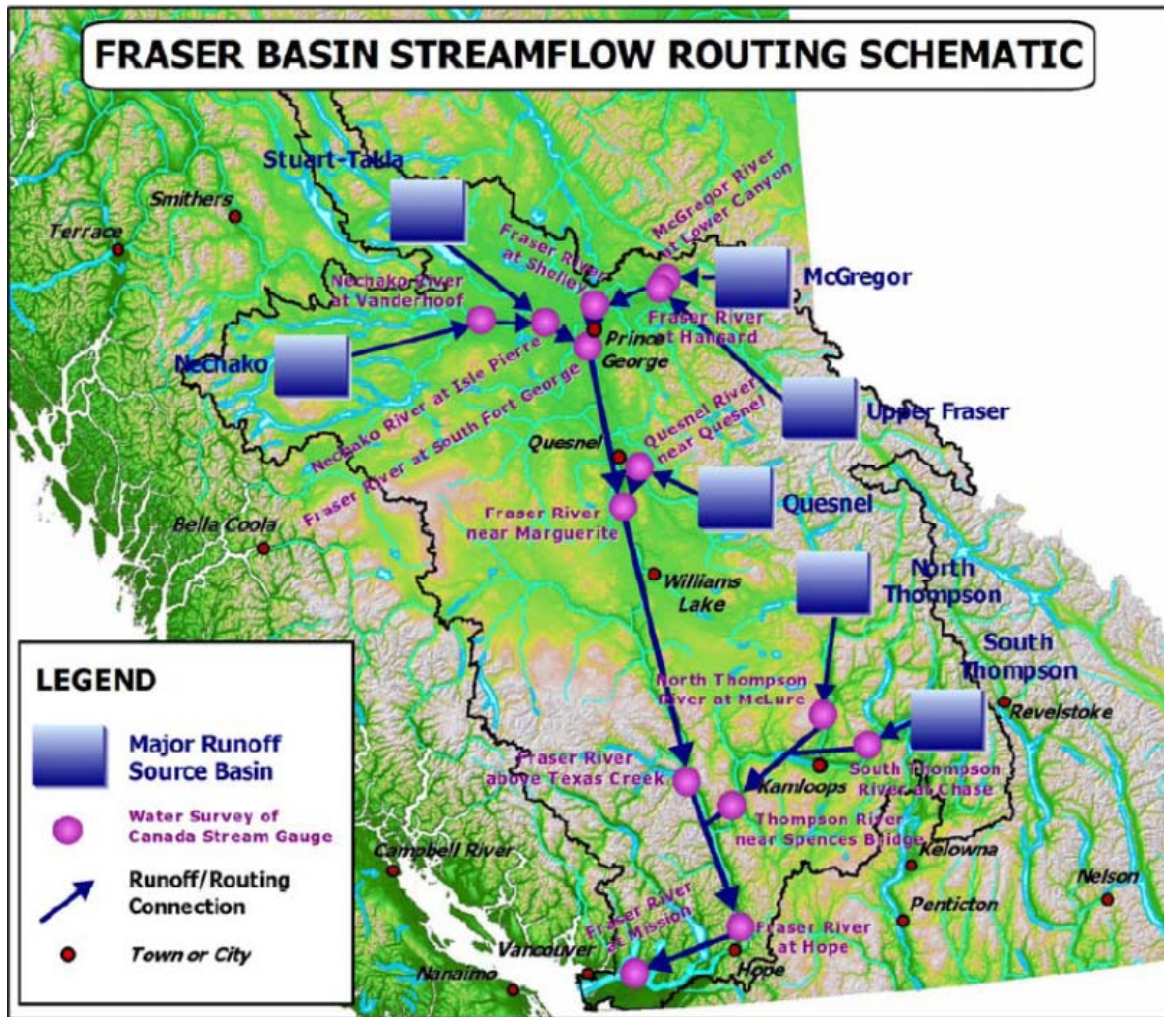 FRASER BASIN STREAMFLOW ROUTING SCHEMATIC
Stuart-Takla
Smithers
Terrace
McGregor River
at Lower Canyon
Fraser River
at Shelley
McGregor
Nechako River
at Vanderhoof
Fraser River
at Hansard
Prince
George
Nechako
Nechako River at Isle Pierre
Fraser River at South Fort George
Upper Fraser
Quesnel River
near Quesnel
Quesnel
Quesnel
Fraser River
near Marguerite
Bella Coola
Williams
Lake
North
Thompson
South
Thompson
North Thompson
River at McLure
Revelstoke
Fraser River
above Texas Creek
Kamloops
South Thompson
River at Chase
Thompson River
near Spences Bridge
Kelowna
Campbell River
Nelson
Penticton
Fraser River
at Mission
Fraser River
at Hope
Vancouver
Hope
Nanaimo
LEGEND
Major Runoff
Source Basin
Water Survey of
Canada Stream Gauge
Runoff/Routing
Connection
Town or City